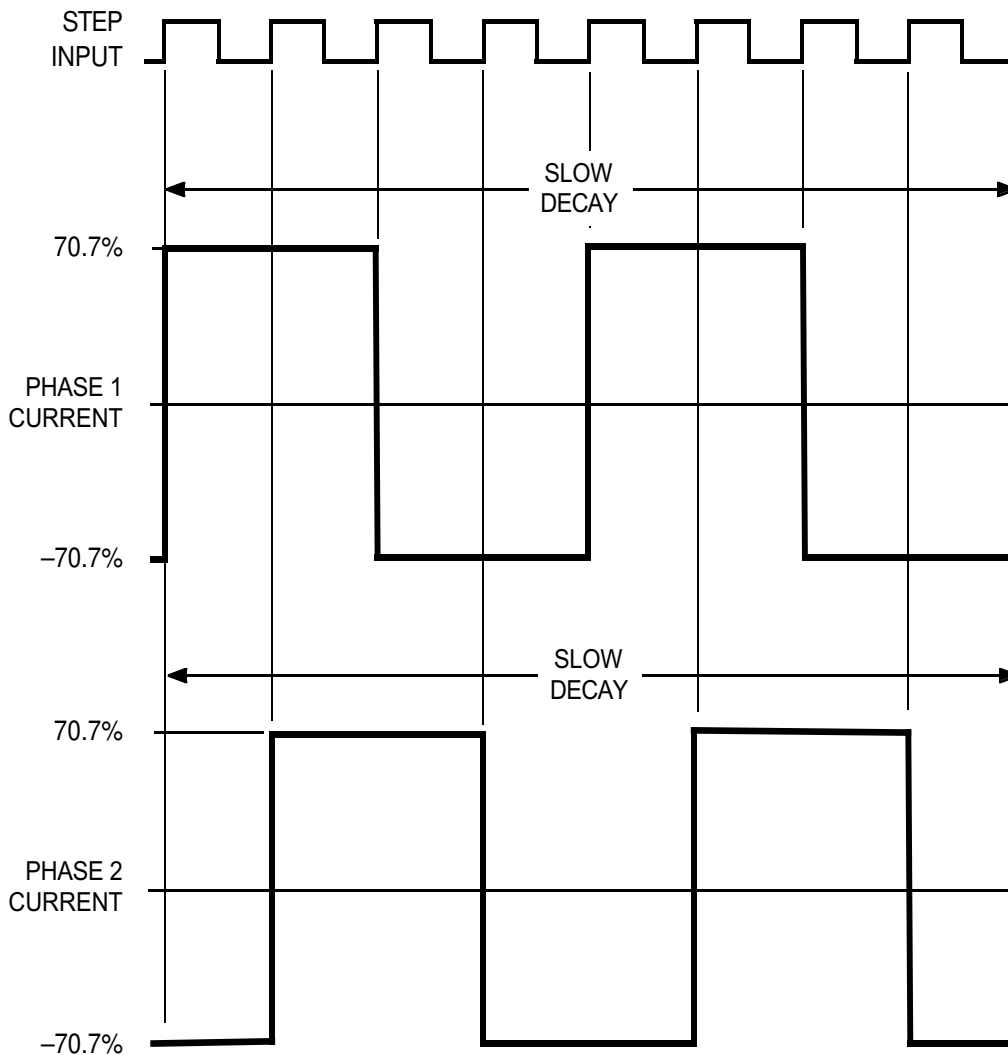 STEP
INPUT
SLOW
DECAY
70.7%
PHASE 1
CURRENT
–70.7%
SLOW
DECAY
70.7%
PHASE 2
CURRENT
–70.7%